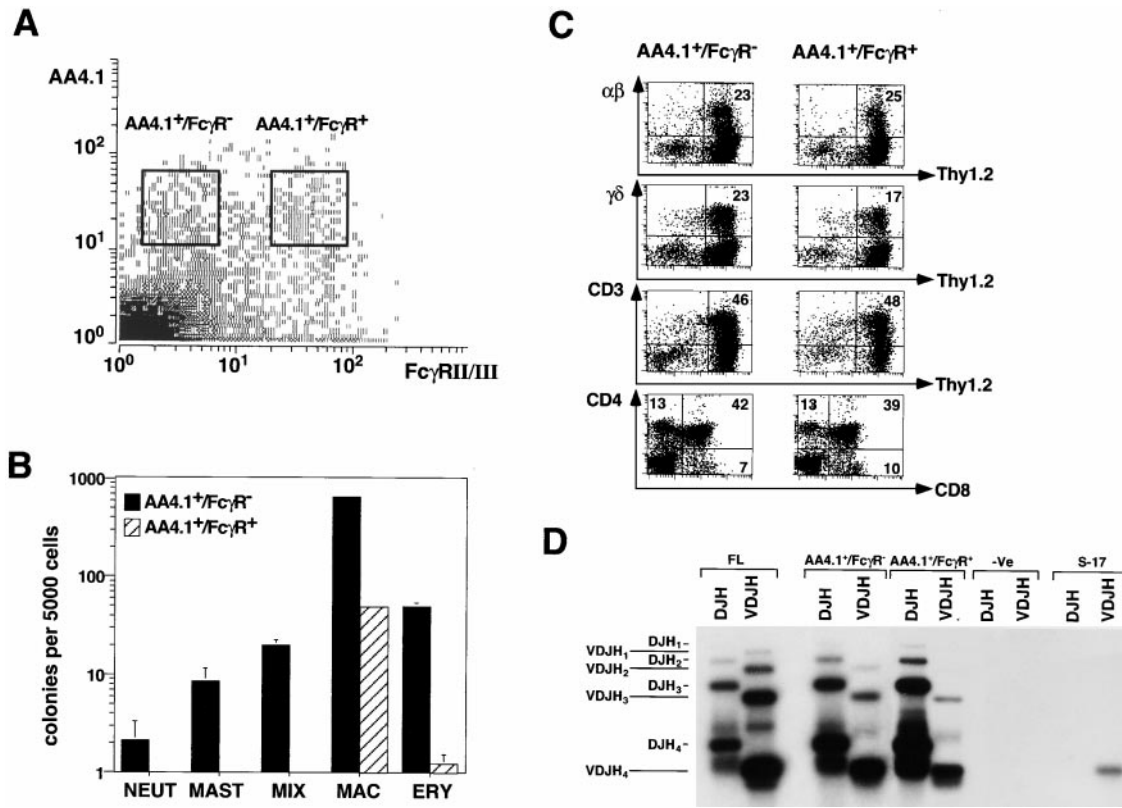 A
AA4.1
AA4.1+/FcγR- AA4.1+/FcγR+
10²
10¹
10⁰
10⁰ 10¹ 10²
FcγRII/III
B
1000
100
10
1
colonies per 5000 cells
AA4.1+/FcγR-
AA4.1+/FcγR+
NEUT MAST MIX MAC ERY
C
AA4.1+/FcγR- AA4.1+/FcγR+
αβ 23 25
Thy1.2
γδ 23 17
Thy1.2
CD3 46 48
Thy1.2
CD4 13 42 13 39
7 10
CD8
D
FL AA4.1+/FcγR- AA4.1+/FcγR+ -Ve S-17
DJH VDJH DJH VDJH DJH VDJH DJH VDJH DJH VDJH
DJH₁-
VDJH₁
DJH₂-
VDJH₂
DJH₃-
VDJH₃
DJH₄-
VDJH₄